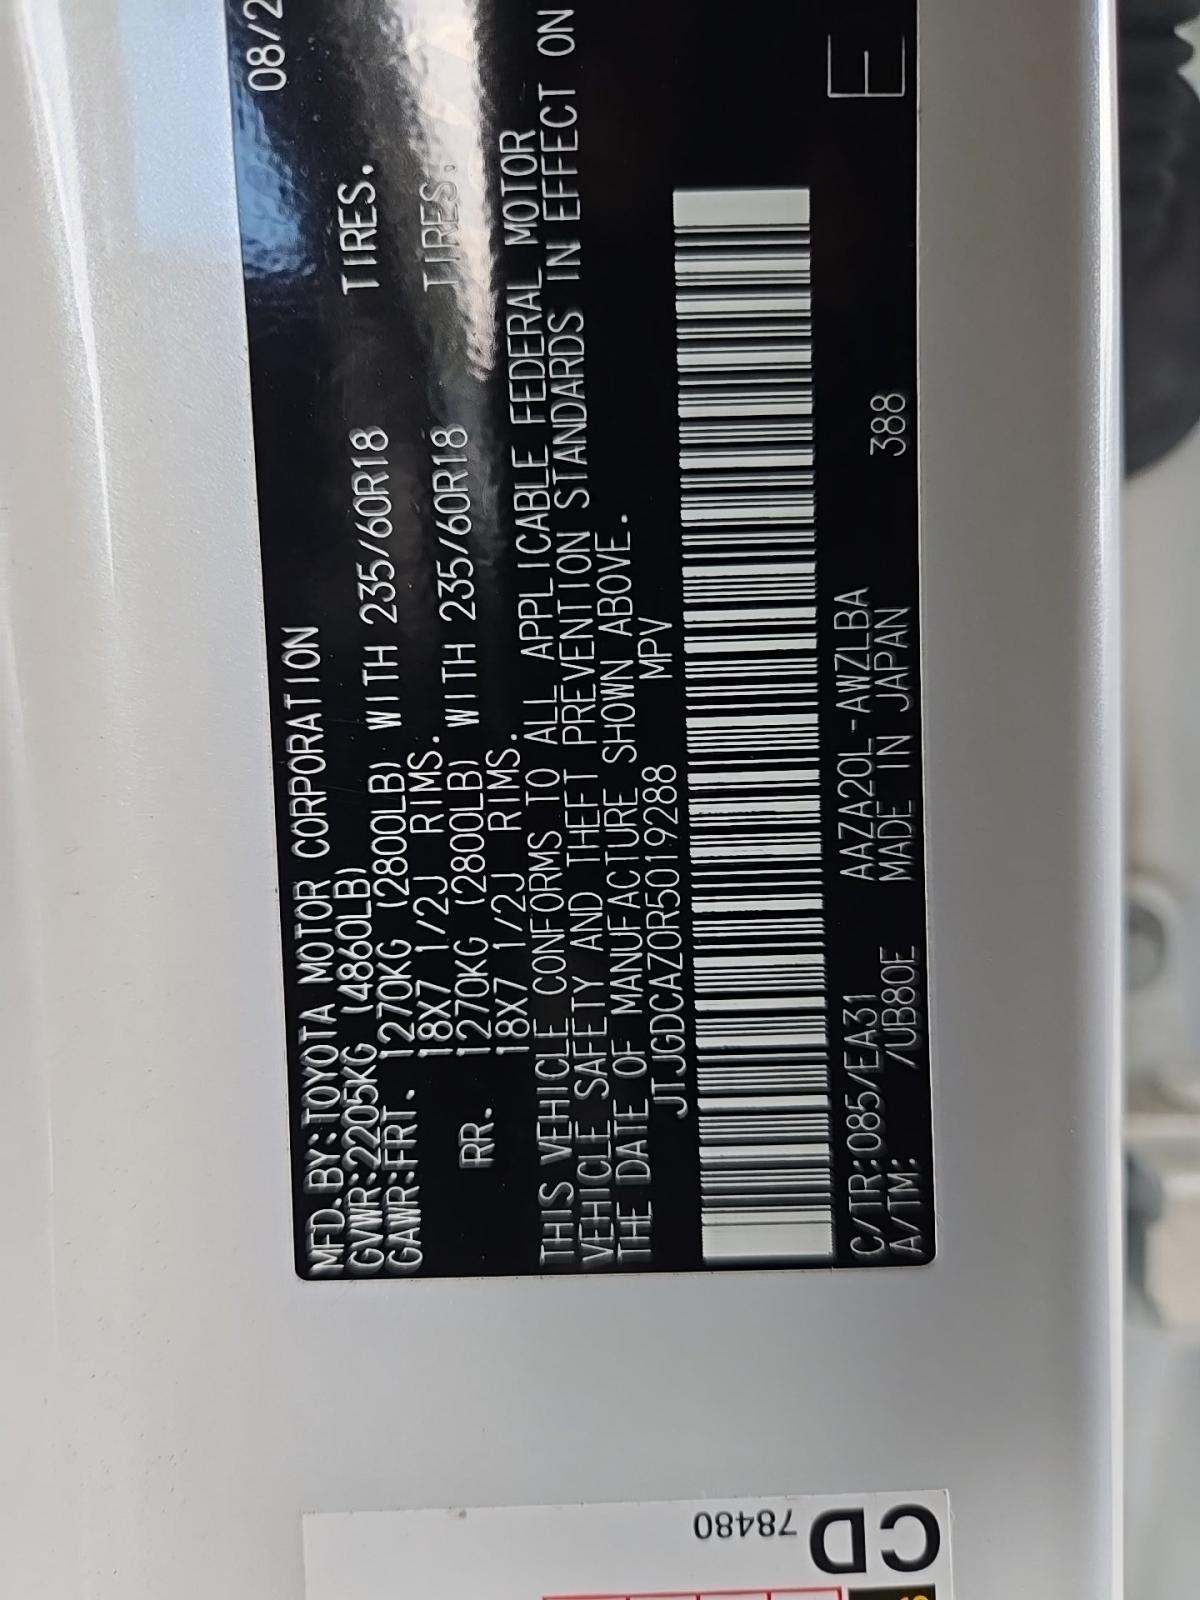 MFD.BY:TOYOTA MOTOR CORPORATION 08/2
GVWR:2205KG (4860LB)
GAWR:FRT. 1270KG (2800LB) WITH 235/60R18 TIRES.
18X7 1/2J RIMS.
RR. 1270KG (2800LB) WITH 235/60R18 TIRES.
18X7 1/2J RIMS.
THIS VEHICLE CONFORMS TO ALL APPLICABLE FEDERAL MOTOR
VEHICLE SAFETY AND THEFT PREVENTION STANDARDS IN EFFECT ON
THE DATE OF MANUFACTURE SHOWN ABOVE.
JTJGDCAZ0R5019288 MPV
C/TR:085/EA31 AAZA20L-AWZLBA
A/TM: /UB80E MADE IN JAPAN 388
E
CD
78480